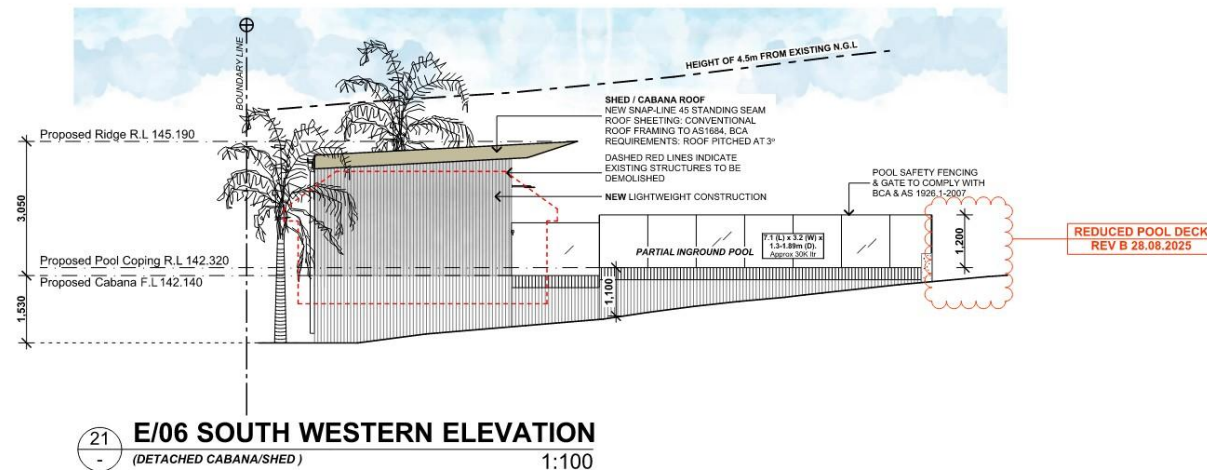 BOUNDARY LINE
HEIGHT OF 4.5m FROM EXISTING N.G.L
SHED / CABANA ROOF
NEW SNAP-LINE 45 STANDING SEAM
ROOF SHEETING: CONVENTIONAL
ROOF FRAMING TO AS1684, BCA
REQUIREMENTS: ROOF PITCHED AT 3º
Proposed Ridge R.L 145.190
DASHED RED LINES INDICATE
EXISTING STRUCTURES TO BE
DEMOLISHED
NEW LIGHTWEIGHT CONSTRUCTION
POOL SAFETY FENCING
& GATE TO COMPLY WITH
BCA & AS 1926.1-2007
3,050
REDUCED POOL DECK
REV B 28.08.2025
1,200
PARTIAL INGROUND POOL
7.1 (L) x 3.2 (W) x
1.3-1.89m (D).
Approx 30K ltr
Proposed Pool Coping R.L 142.320
Proposed Cabana F.L 142.140
1,100
1,530
21
-
E/06 SOUTH WESTERN ELEVATION
(DETACHED CABANA/SHED )
1:100